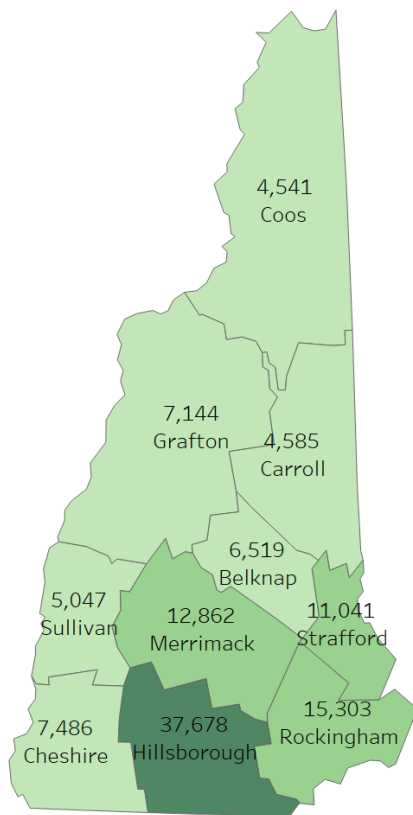 4,541
Coos
7,144
Grafton
4,585
Carroll
6,519
Belknap
5,047
Sullivan
12,862
Merrimack
11,041
Strafford
7,486
Cheshire
37,678
Hillsborough
15,303
Rockingham